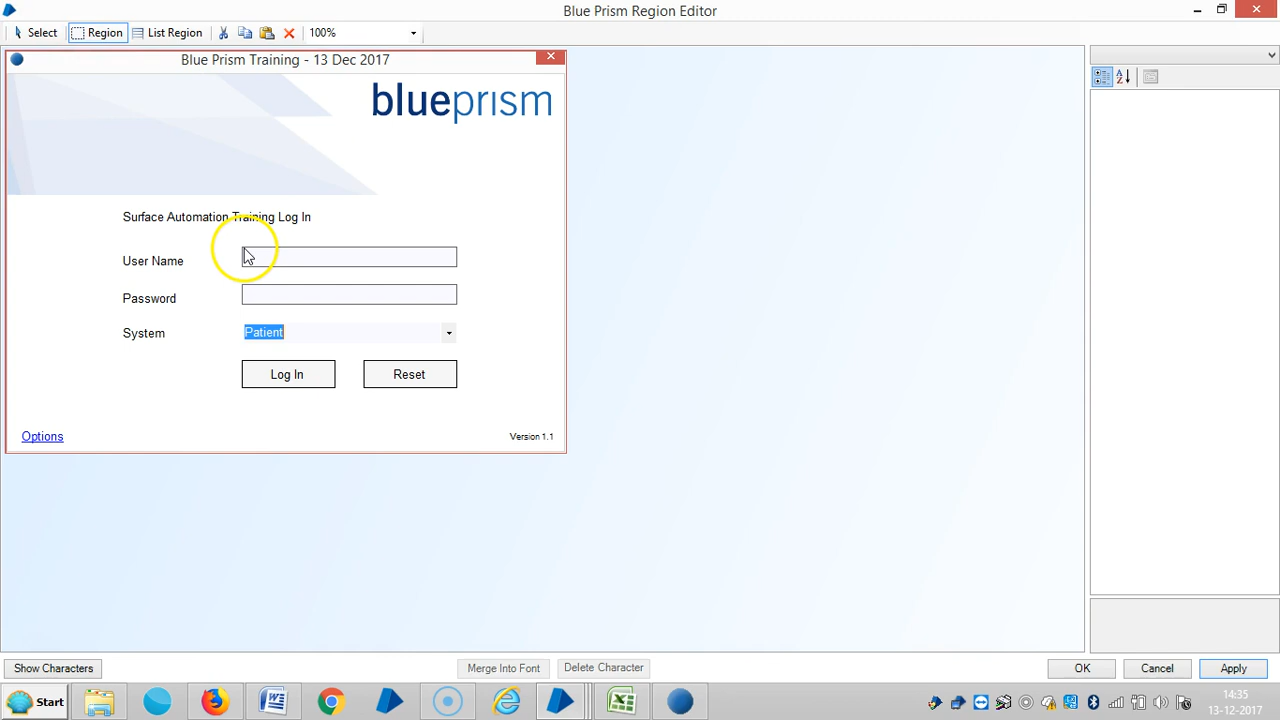 Blue Prism Region Editor
Select Region List Region 100%
Blue Prism Training - 13 Dec 2017
blueprism
Surface Automation Training Log In
User Name
Password
System Patient
Log In Reset
Options Version 1.1
Show Characters Merge Into Font Delete Character OK Cancel Apply
Start 14:35
13-12-2017